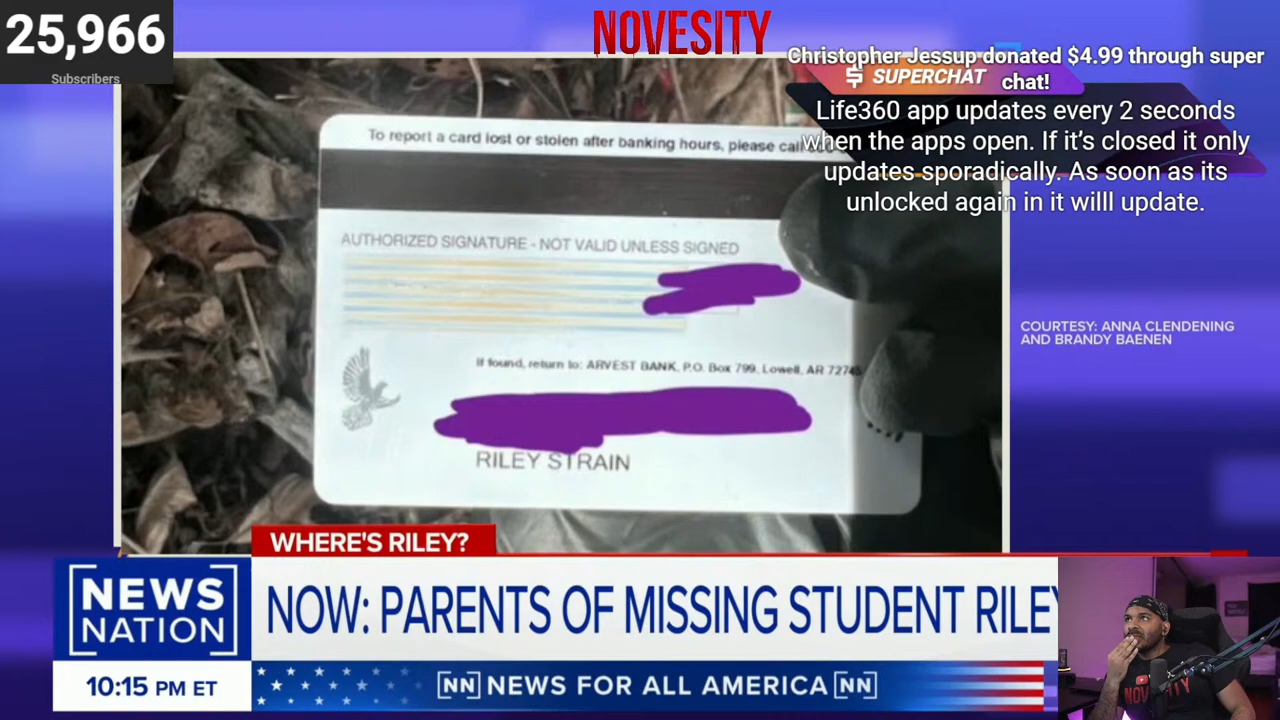 25,966
Subscribers
NOVESITY
Christopher Jessup donated $4.99 through super
chat!
SUPERCHAT
Life360 app updates every 2 seconds
when the apps open. If it's closed it only
updates sporadically. As soon as its
unlocked again in it willl update.
To report a card lost or stolen after banking hours, please call
AUTHORIZED SIGNATURE - NOT VALID UNLESS SIGNED
If found, return to: ARVEST BANK, P.O. Box 799, Lowell, AR 72745
RILEY STRAIN
COURTESY: ANNA CLENDENING
AND BRANDY BAENEN
WHERE'S RILEY?
NEWS
NATION
NOW: PARENTS OF MISSING STUDENT RILEY
10:15 PM ET
NN NEWS FOR ALL AMERICA NN
NOVESITY